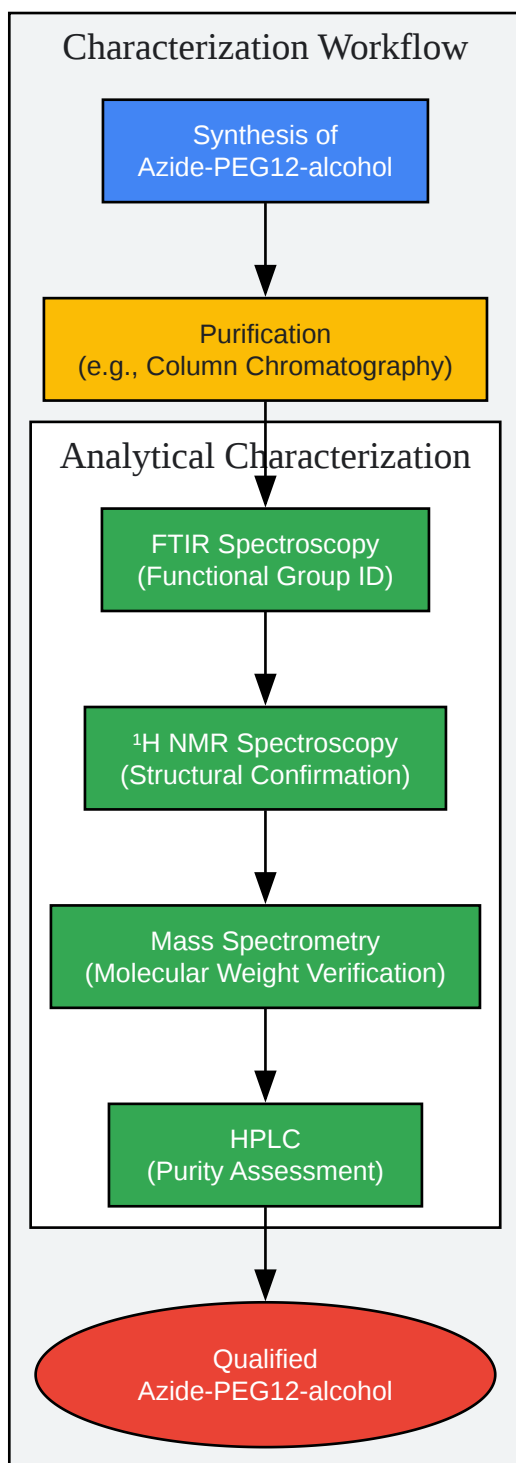 Characterization Workflow
Synthesis of
Azide-PEG12-alcohol
Purification
(e.g., Column Chromatography)
Analytical Characterization
FTIR Spectroscopy
(Functional Group ID)
¹H NMR Spectroscopy
(Structural Confirmation)
Mass Spectrometry
(Molecular Weight Verification)
HPLC
(Purity Assessment)
Qualified
Azide-PEG12-alcohol